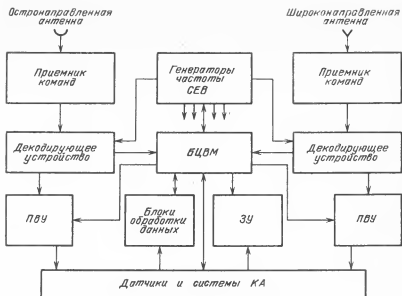 Остронаправленная
антенна
Широконаправленная
антенна
Приемник
команд
Генераторы
частоты
СЕВ
Приемник
команд
Декодирующее
устройство
БЦВМ
Декодирующее
устройство
ПВУ
Блоки
обработки
данных
ЗУ
ПВУ
Датчики и системы КА